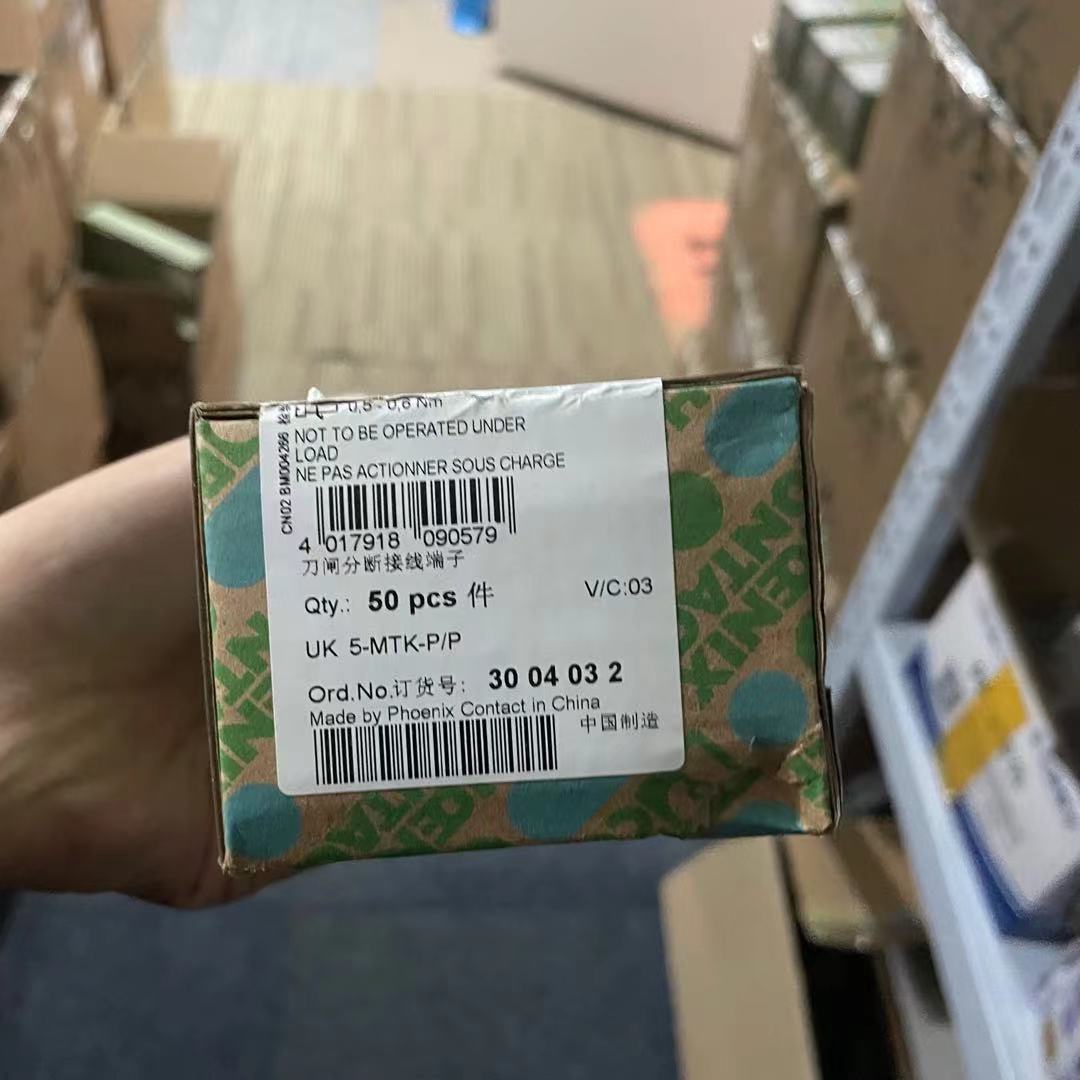 0,5 - 0,6 Nm
NOT TO BE OPERATED UNDER
LOAD
NE PAS ACTIONNER SOUS CHARGE
CN02 BM004266
4 017918 090579
刀闸分断接线端子
Qty.: 50 pcs 件
V/C:03
UK 5-MTK-P/P
Ord.No.订货号: 30 04 03 2
Made by Phoenix Contact in China
中国制造